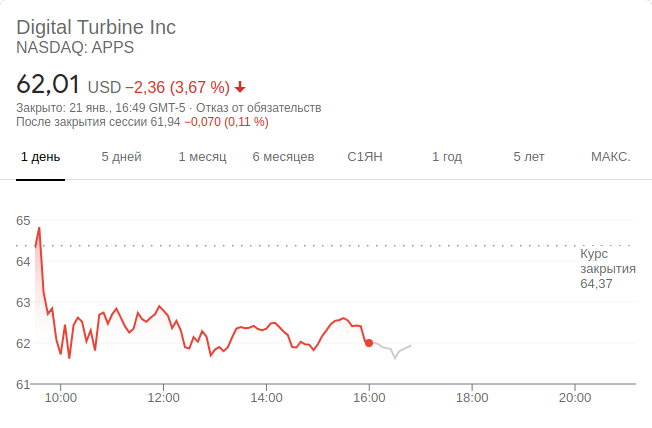 Digital Turbine Inc
NASDAQ: APPS
62,01 USD −2,36 (3,67 %)
Закрыто: 21 янв., 16:49 GMT-5 · Отказ от обязательств
После закрытия сессии 61,94 −0,070 (0,11 %)
1 день 5 дней 1 месяц 6 месяцев С1ЯН 1 год 5 лет МАКС.
65
Курс
закрытия
64,37
64
63
62
61
10:00 12:00 14:00 16:00 18:00 20:00